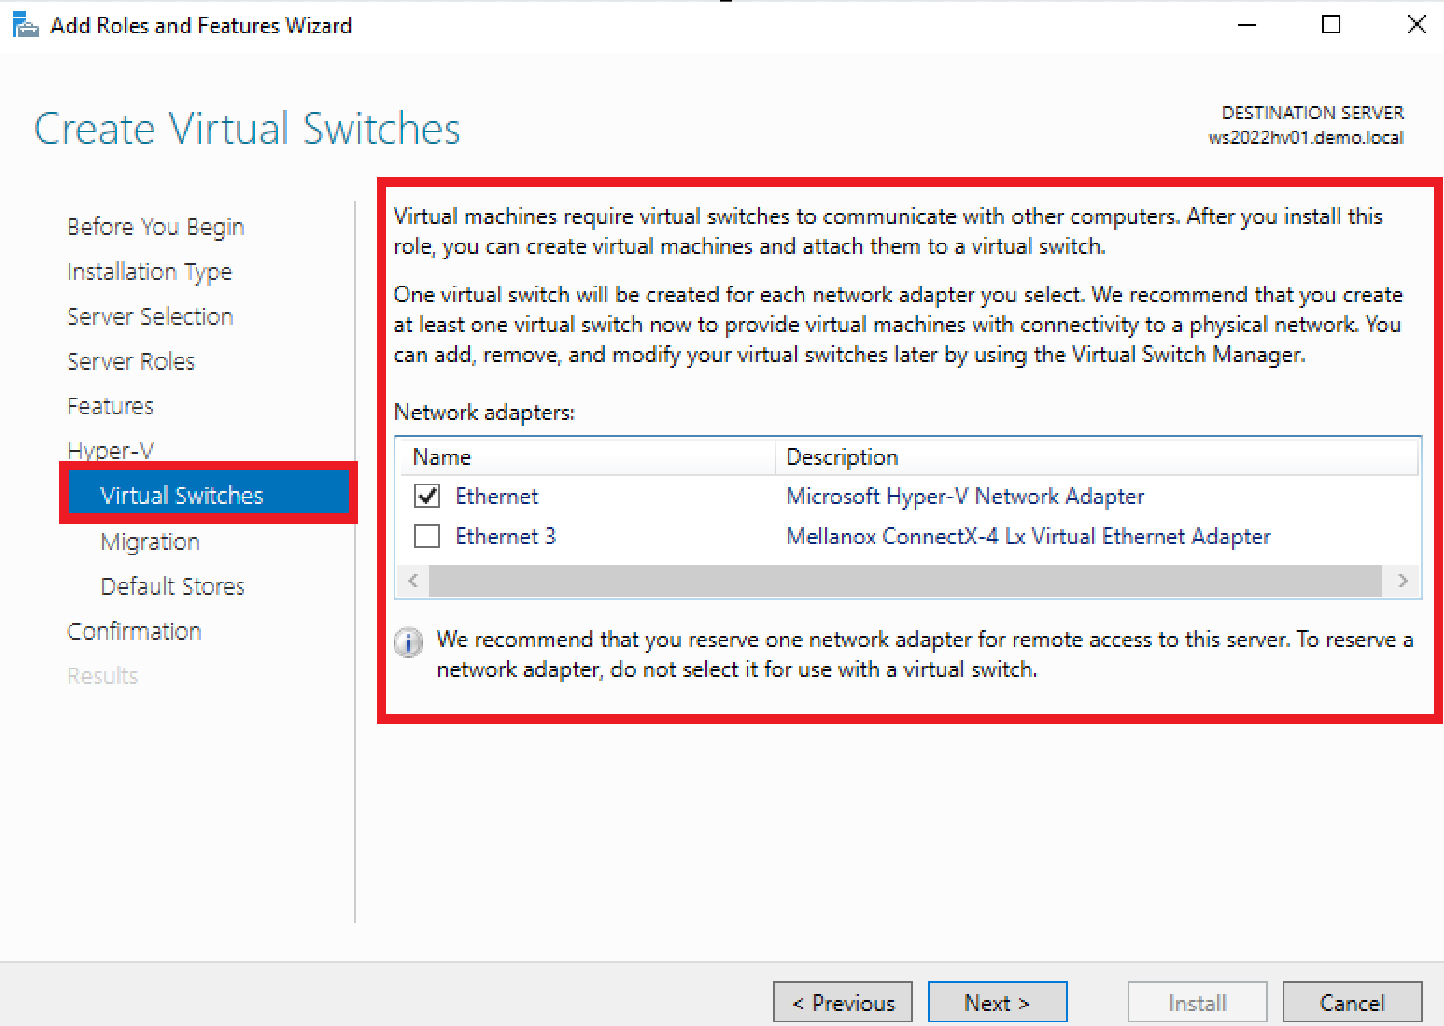 Add Roles and Features Wizard
Create Virtual Switches
DESTINATION SERVER
ws2022hv01.demo.local
Before You Begin
Installation Type
Server Selection
Server Roles
Features
Hyper-V
Virtual Switches
Migration
Default Stores
Confirmation
Results
Virtual machines require virtual switches to communicate with other computers. After you install this
role, you can create virtual machines and attach them to a virtual switch.
One virtual switch will be created for each network adapter you select. We recommend that you create
at least one virtual switch now to provide virtual machines with connectivity to a physical network. You
can add, remove, and modify your virtual switches later by using the Virtual Switch Manager.
Network adapters:
Name Description
Ethernet Microsoft Hyper-V Network Adapter
Ethernet 3 Mellanox ConnectX-4 Lx Virtual Ethernet Adapter
We recommend that you reserve one network adapter for remote access to this server. To reserve a
network adapter, do not select it for use with a virtual switch.
< Previous Next > Install Cancel